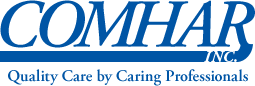 COMHAR
INC.
Quality Care by Caring Professionals